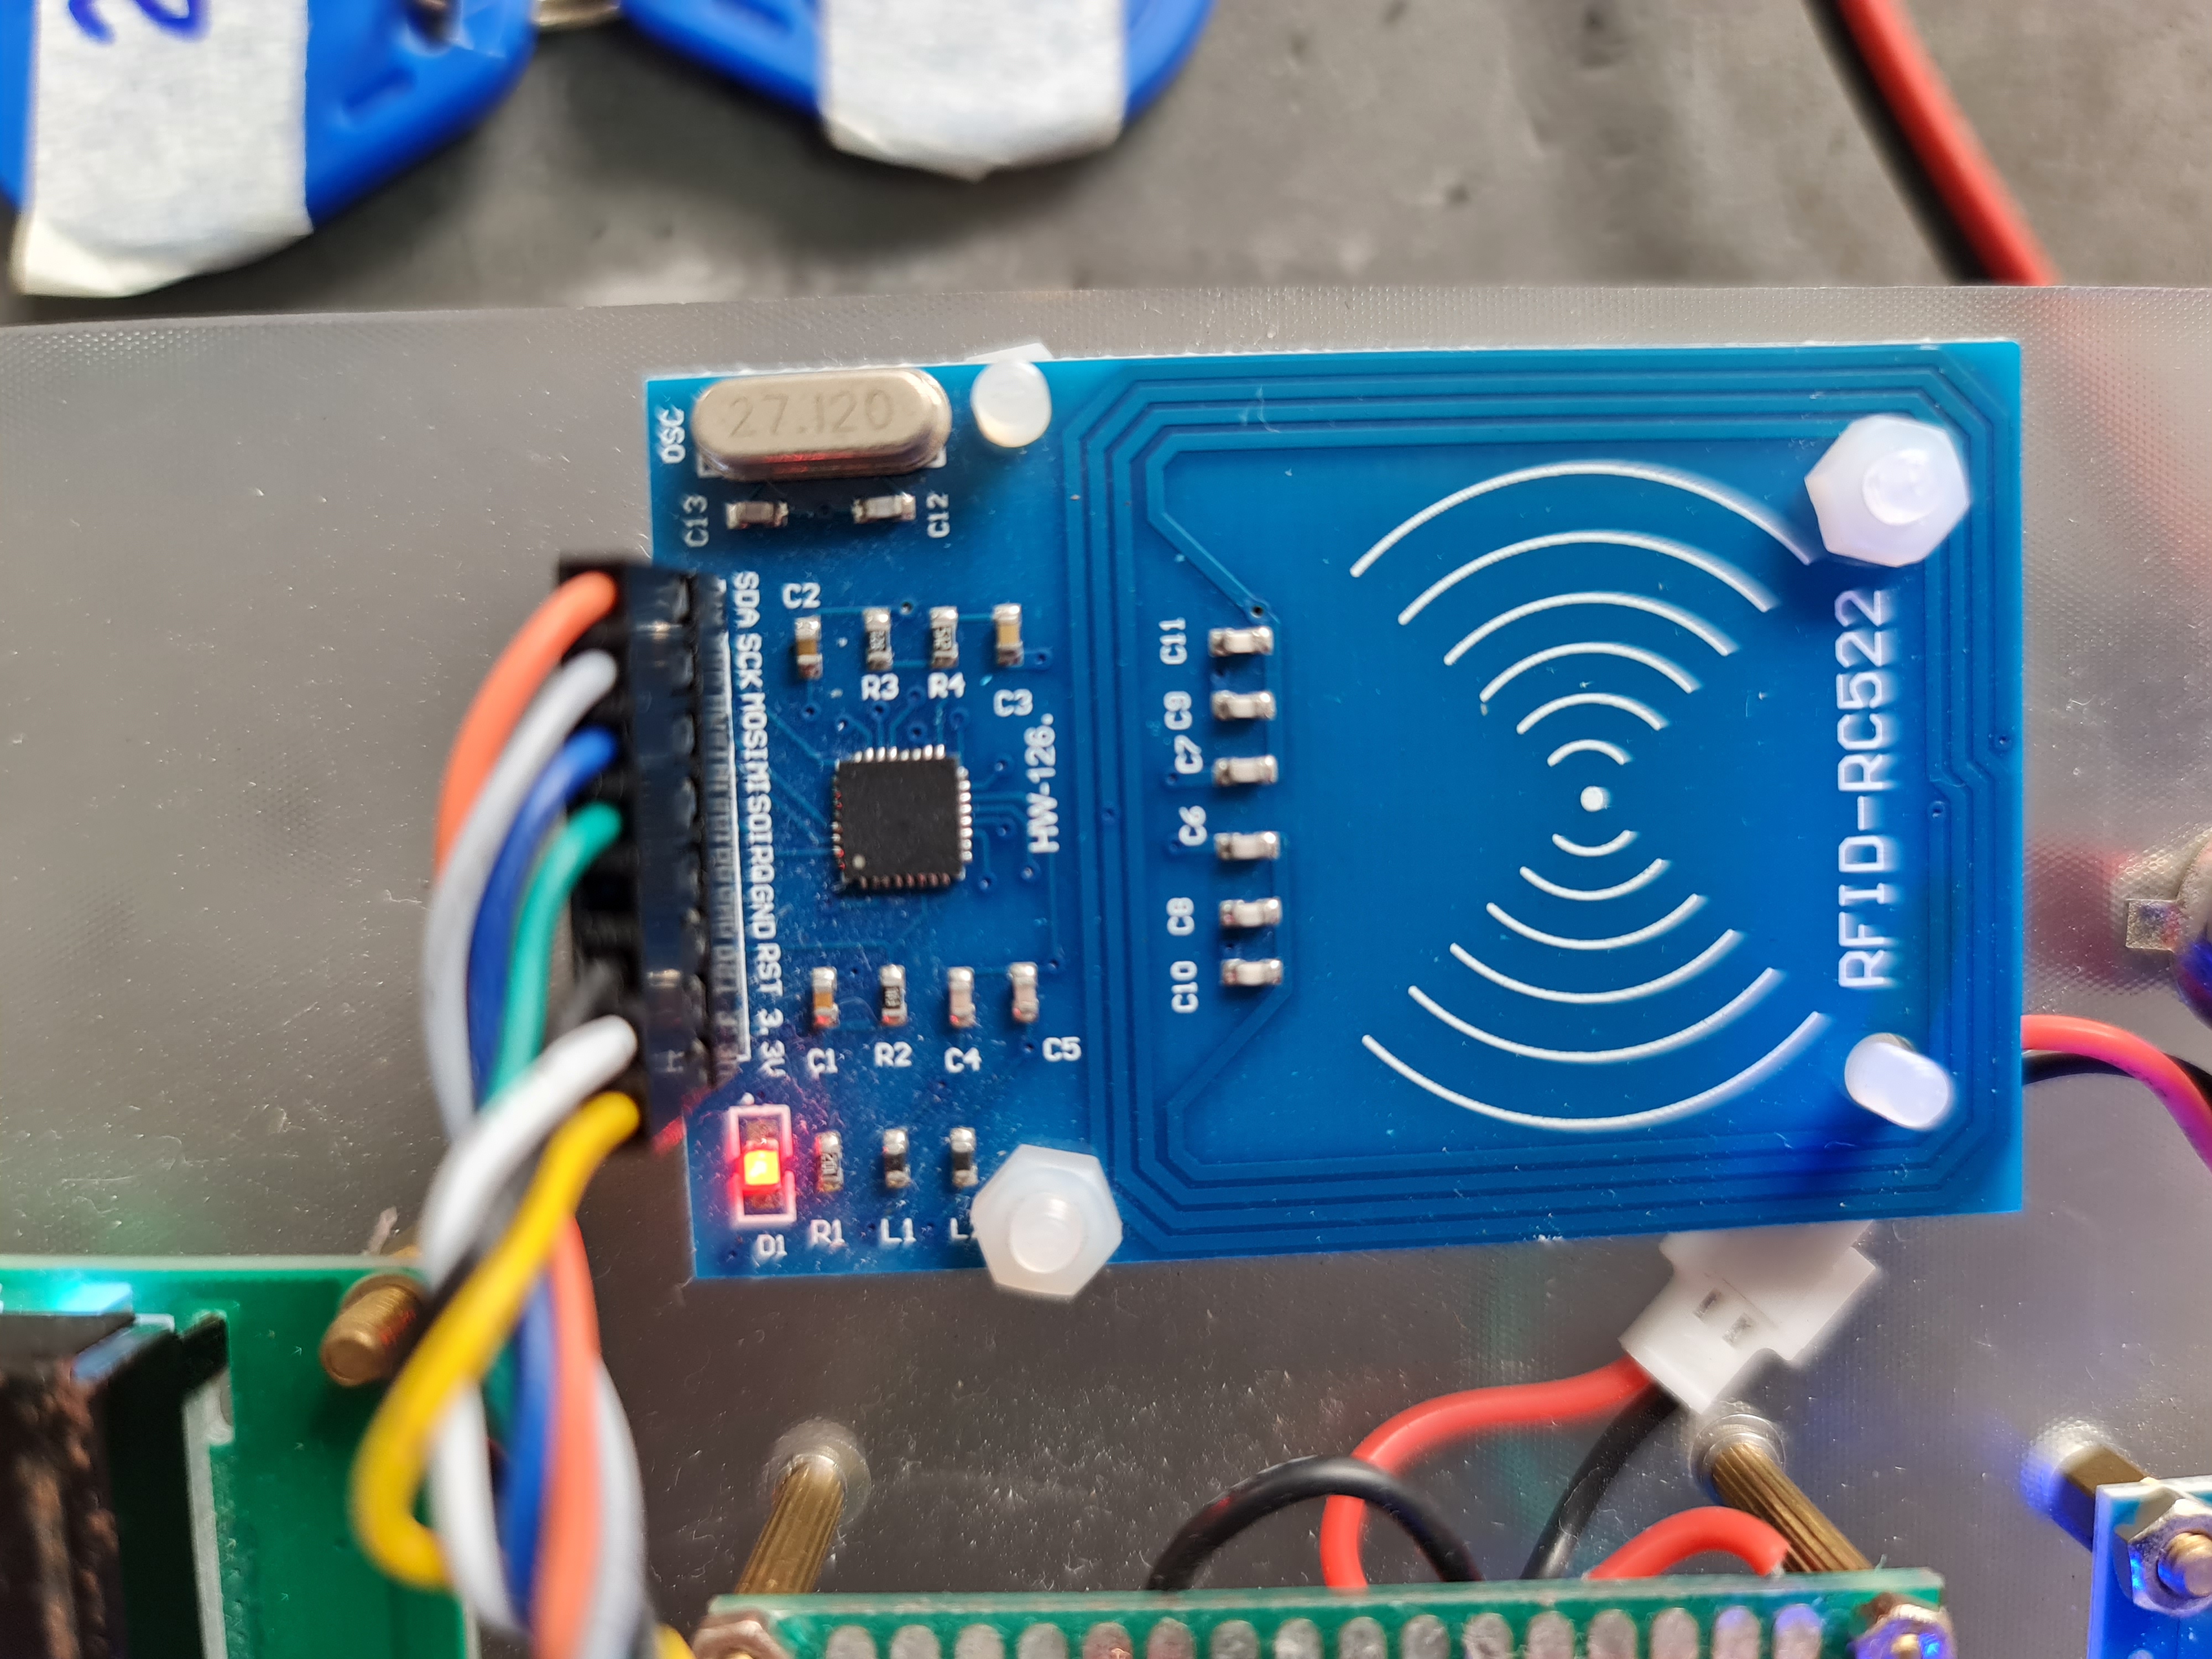 2
27.120
OSC
C13
C12
SDA SCK MOSI MISO IRQ GND RST 3.3V
C2
R3
R4
C3
HW-126.
C11
C9
C7
C6
C8
C10
RFID-RC522
C1
R2
C4
C5
D1
R1
L1